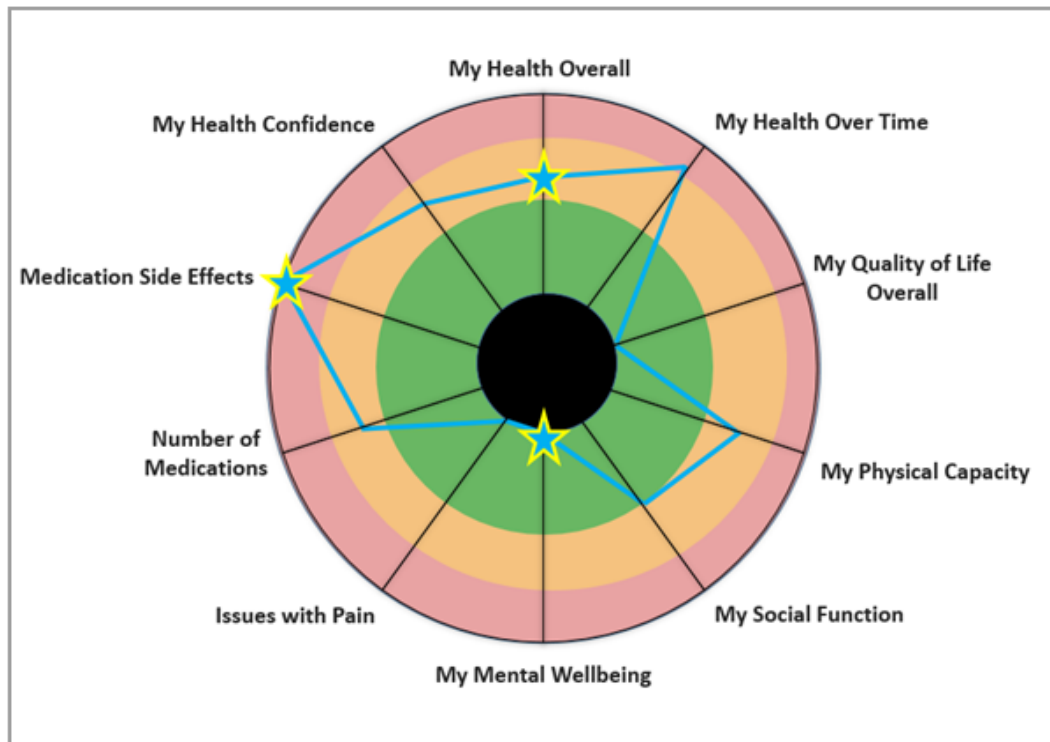 My Health Overall
My Health Over Time
My Health Confidence
My Quality of Life
Overall
Medication Side Effects
Number of
Medications
My Physical Capacity
Issues with Pain
My Social Function
My Mental Wellbeing